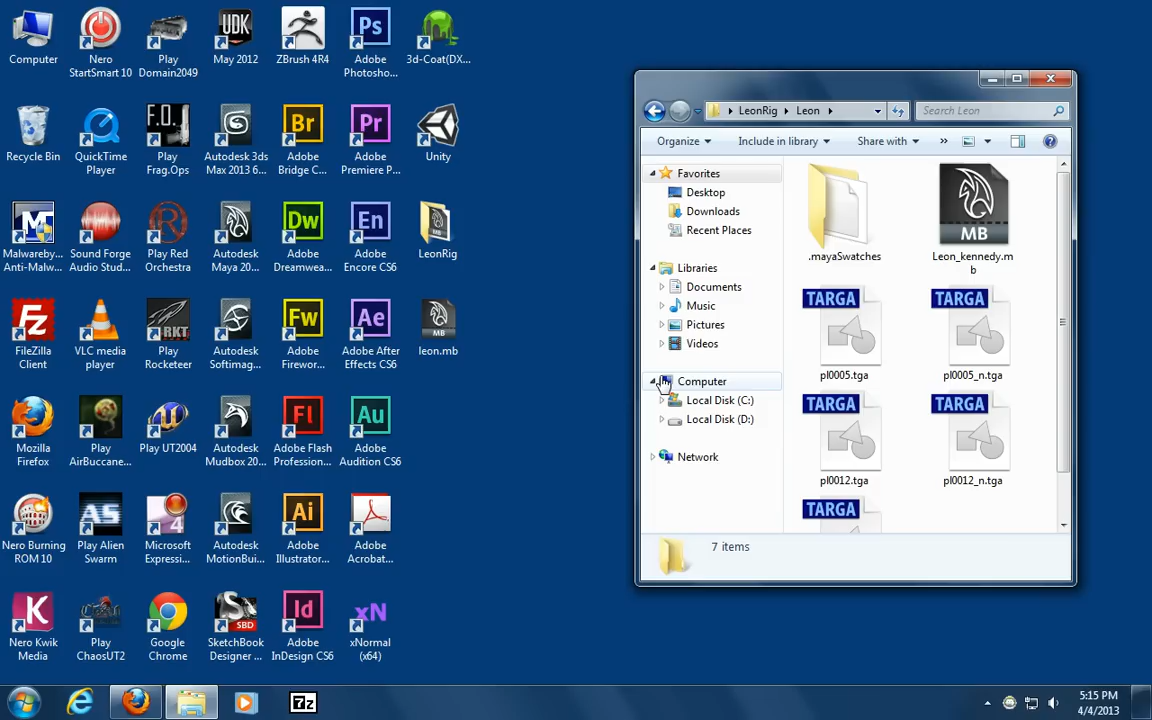 Computer
Nero
StartSmart 10
Play
Domain2049
UDK
May 2012
ZBrush 4R4
Ps
Adobe
Photosho...
3d-Coat(DX...
Recycle Bin
QuickTime
Player
F.O.
Play
Frag.Ops
Autodesk 3ds
Max 2013 6...
Br
Adobe
Bridge C...
Pr
Adobe
Premiere P...
Unity
Malwareby...
Anti-Malw...
Sound Forge
Audio Stud...
Play Red
Orchestra
Autodesk
Maya 20...
Dw
Adobe
Dreamwea...
En
Adobe
Encore CS6
LeonRig
Fz
FileZilla
Client
VLC media
player
RKT
Play
Rocketeer
Autodesk
Softimag...
Fw
Adobe
Firewor...
Ae
Adobe After
Effects CS6
MB
leon.mb
Mozilla
Firefox
Play
AirBuccane...
Play UT2004
Autodesk
Mudbox 20...
Fl
Adobe Flash
Profession...
Au
Adobe
Audition CS6
Nero Burning
ROM 10
AS
Play Alien
Swarm
4
Microsoft
Expressi...
Autodesk
MotionBui...
Ai
Adobe
Illustrator...
Adobe
Acrobat...
K
Nero Kwik
Media
Play
ChaosUT2
Google
Chrome
Sk
SBD
SketchBook
Designer ...
Id
Adobe
InDesign CS6
xN
xNormal
(x64)
LeonRig
Leon
Search Leon
Organize
Include in library
Share with
»
Favorites
Desktop
Downloads
Recent Places
Libraries
Documents
Music
Pictures
Videos
Computer
Local Disk (C:)
Local Disk (D:)
Network
.mayaSwatches
MB
Leon_kennedy.m
b
TARGA
pl0005.tga
TARGA
pl0005_n.tga
TARGA
pl0012.tga
TARGA
pl0012_n.tga
TARGA
7 items
7z
5:15 PM
4/4/2013